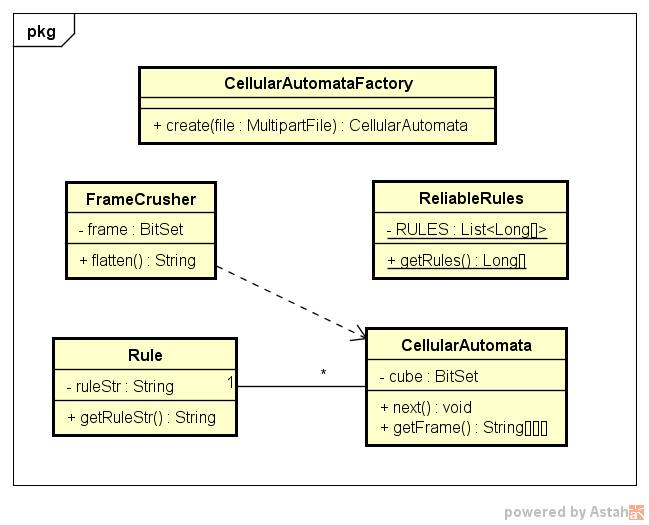 pkg
CellularAutomataFactory
+ create(file : MultipartFile) : CellularAutomata
FrameCrusher
- frame : BitSet
+ flatten() : String
ReliableRules
- RULES : List<Long[]>
+ getRules() : Long[]
Rule
- ruleStr : String
+ getRuleStr() : String
1
*
CellularAutomata
- cube : BitSet
+ next() : void
+ getFrame() : String[][][]
powered by Astah